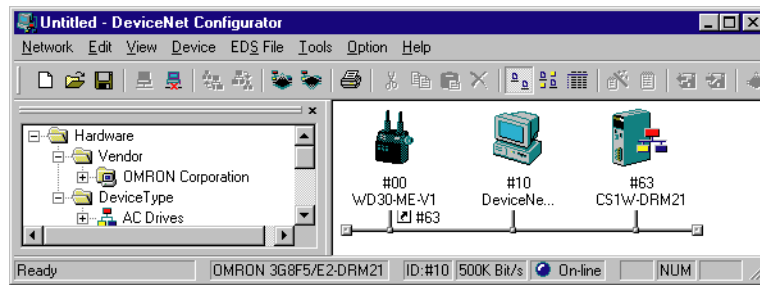 Untitled - DeviceNet Configurator
Network Edit View Device EDS File Tools Option Help
Hardware
Vendor
OMRON Corporation
DeviceType
AC Drives
#00
WD30-ME-V1
#63
#10
DeviceNe...
#63
CS1W-DRM21
Ready
OMRON 3G8F5/E2-DRM21
ID:#10
500K Bit/s
On-line
NUM